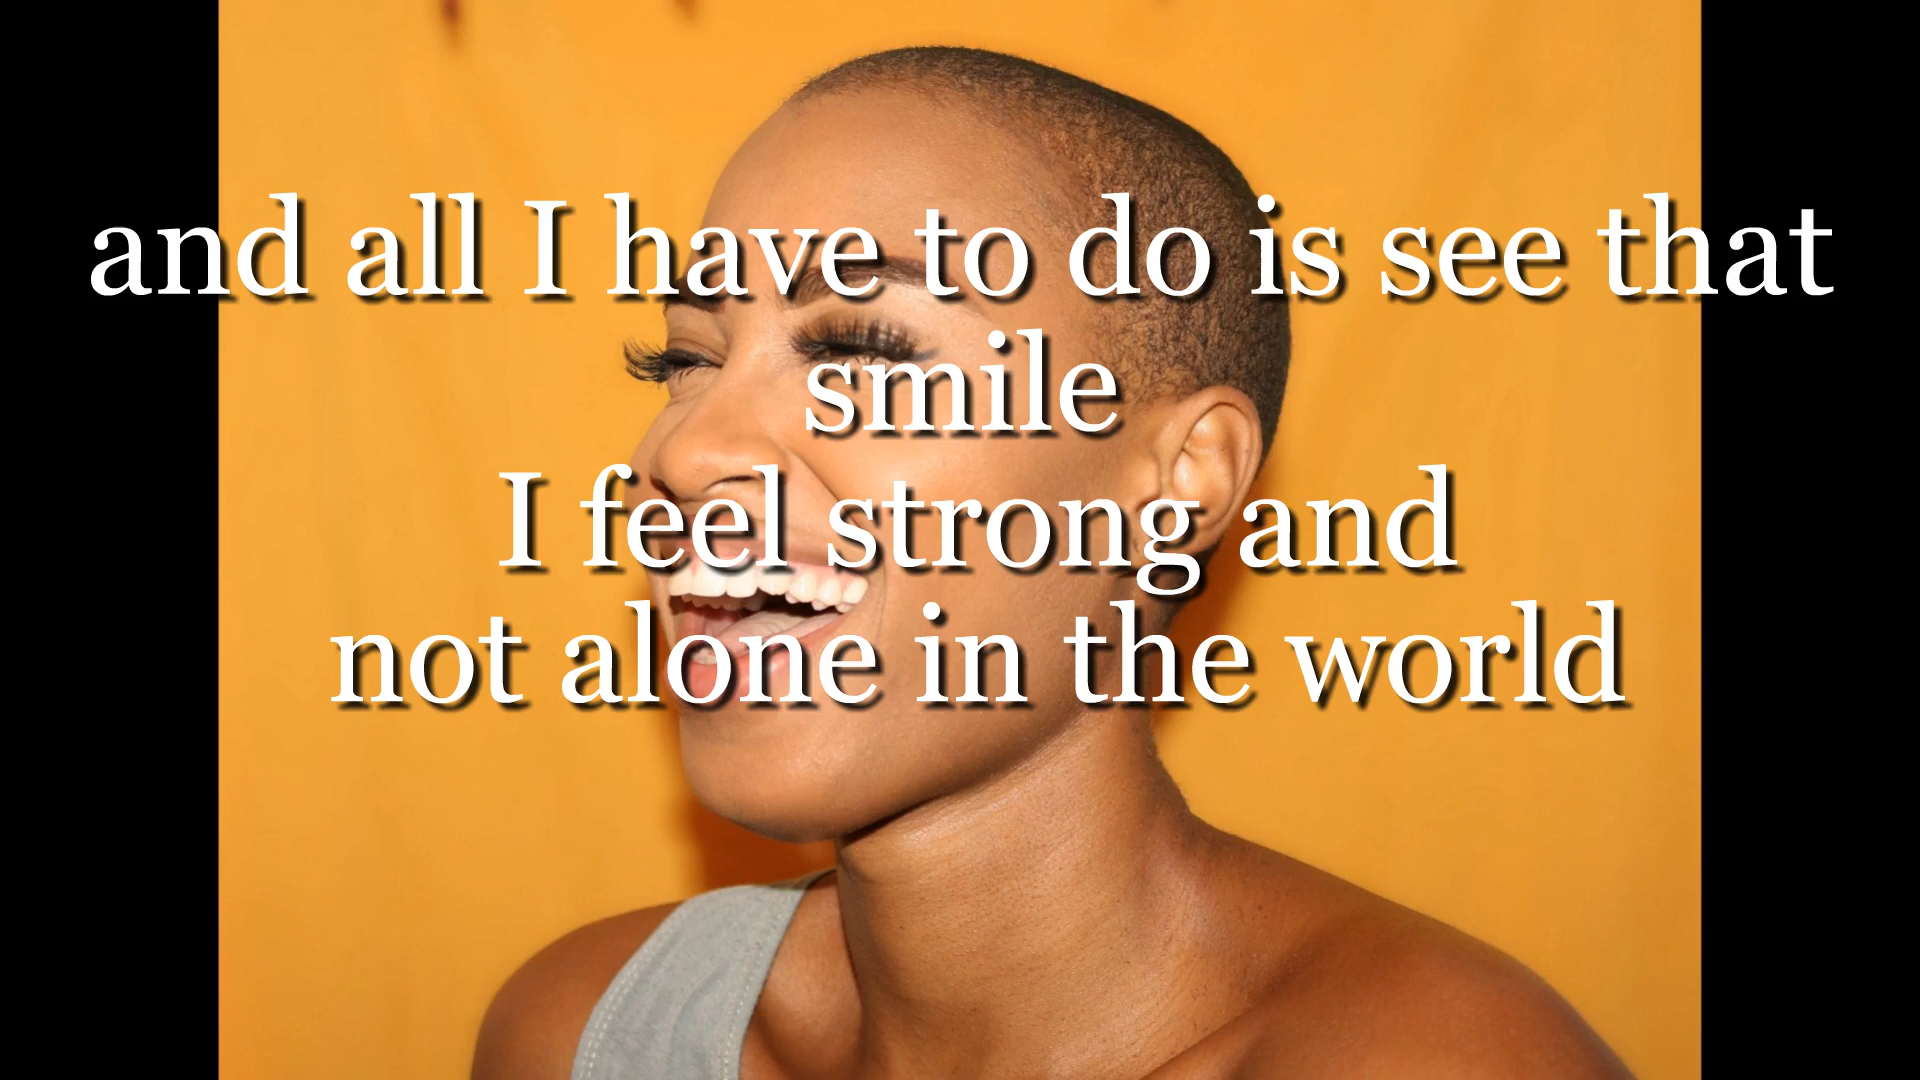 and all I have to do is see that
smile
I feel strong and
not alone in the world